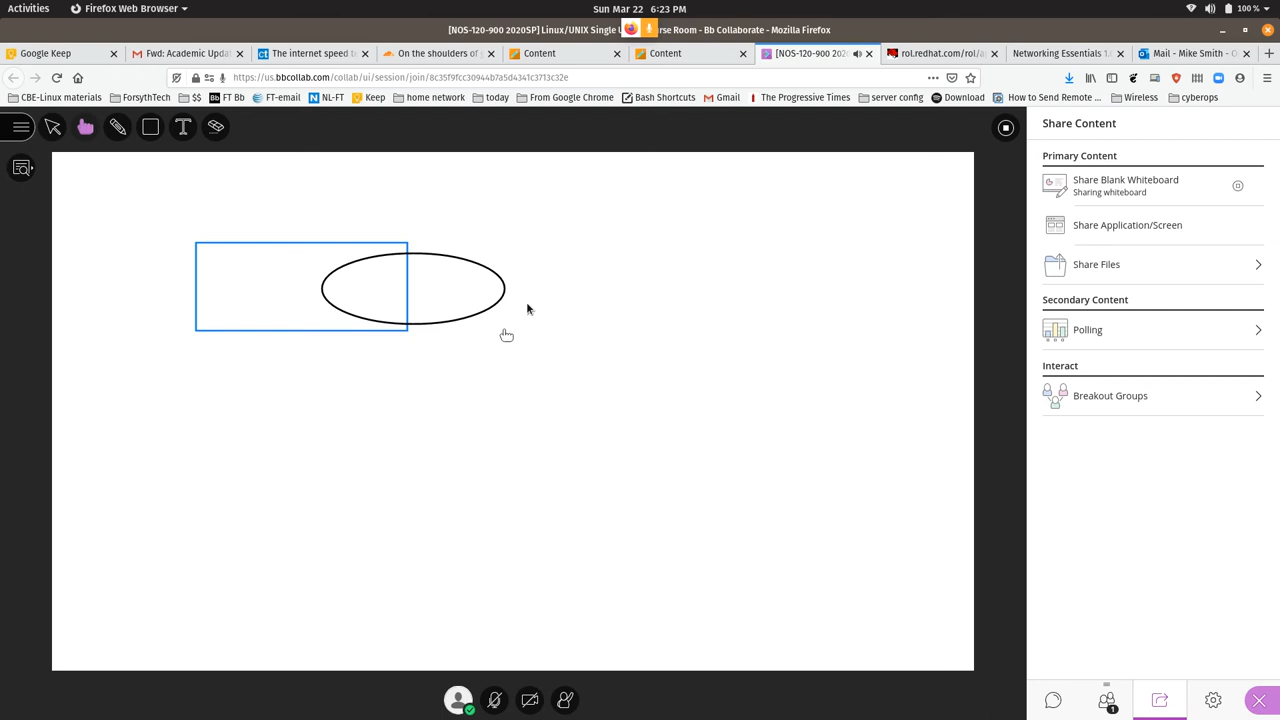 Activities
Firefox Web Browser
Sun Mar 22 6:23 PM
100 %
[NOS-120-900 2020SP] Linux/UNIX Single U
rse Room - Bb Collaborate - Mozilla Firefox
Google Keep
Fwd: Academic Updat
The internet speed te
On the shoulders of g
Content
Content
[NOS-120-900 202
rol.redhat.com/rol/ap
Networking Essentials 1.
Mail - Mike Smith - O
https://us.bbcollab.com/collab/ui/session/join/8c35f9fcc30944b7a5d4341c3713c32e
CBE-Linux materials
ForsythTech
$$
FT Bb
FT-email
NL-FT
Keep
home network
today
From Google Chrome
Bash Shortcuts
Gmail
The Progressive Times
server config
Download
How to Send Remote ...
Wireless
cyberops
Share Content
Primary Content
Share Blank Whiteboard
Sharing whiteboard
Share Application/Screen
Share Files
Secondary Content
Polling
Interact
Breakout Groups
1